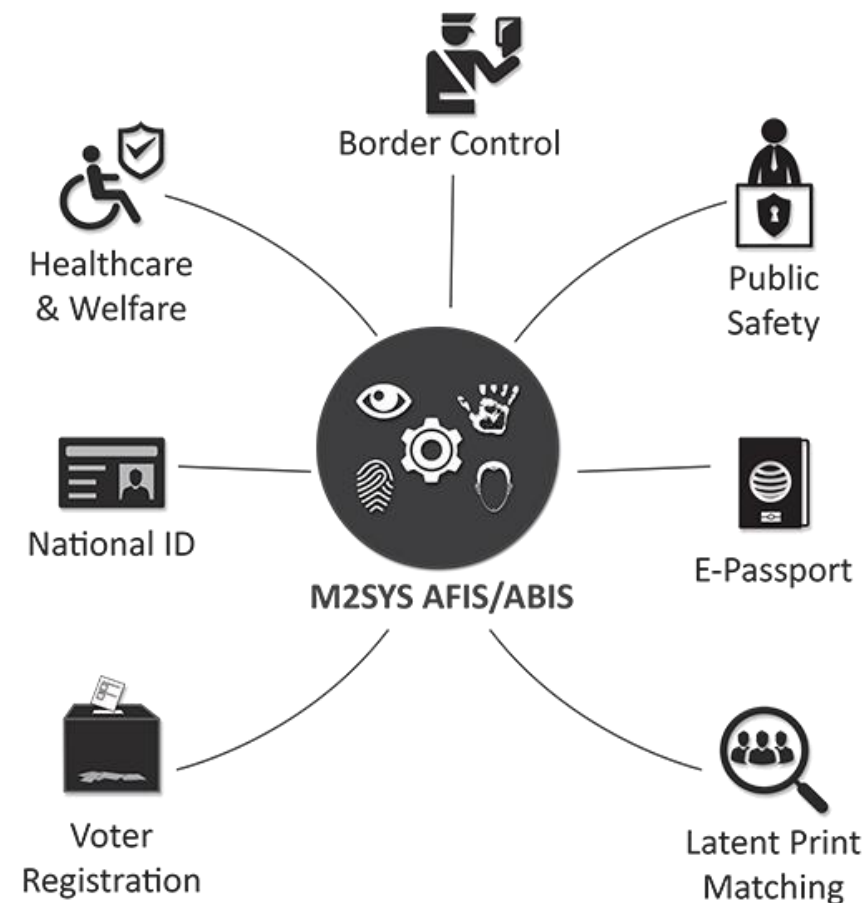 Border Control
Healthcare
& Welfare
Public
Safety
National ID
E-Passport
M2SYS AFIS/ABIS
Voter
Registration
Latent Print
Matching